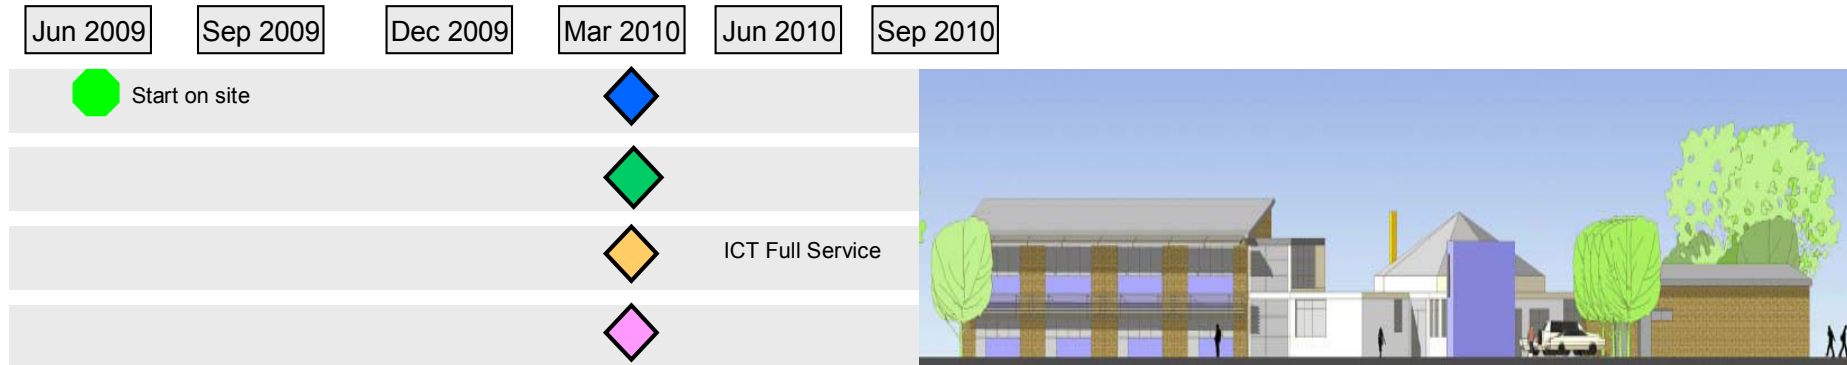 Jun 2009 Sep 2009 Dec 2009 Mar 2010 Jun 2010 Sep 2010
Start on site
ICT Full Service